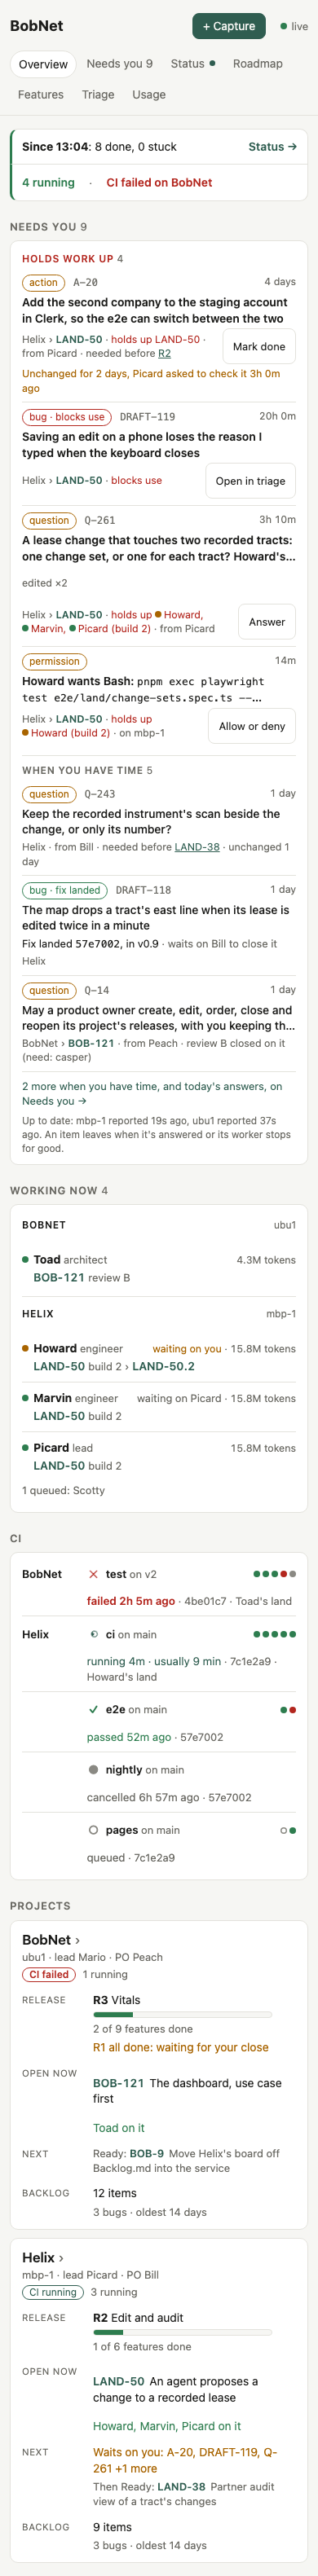 BobNet
+ Capture
live
Overview
Needs you 9
Status
Roadmap
Features
Triage
Usage
Since 13:04: 8 done, 0 stuck
Status →
4 running · CI failed on BobNet
NEEDS YOU 9
HOLDS WORK UP 4
action A-20 4 days
Add the second company to the staging account
in Clerk, so the e2e can switch between the two
Helix › LAND-50 · holds up LAND-50 ·
from Picard · needed before R2
Mark done
Unchanged for 2 days, Picard asked to check it 3h 0m
ago
bug · blocks use DRAFT-119 20h 0m
Saving an edit on a phone loses the reason I
typed when the keyboard closes
Helix › LAND-50 · blocks use
Open in triage
question Q-261 3h 10m
A lease change that touches two recorded tracts:
one change set, or one for each tract? Howard's...
edited ×2
Helix › LAND-50 · holds up Howard,
Marvin, Picard (build 2) · from Picard
Answer
permission 14m
Howard wants Bash: pnpm exec playwright
test e2e/land/change-sets.spec.ts --...
Helix › LAND-50 · holds up
Howard (build 2) · on mbp-1
Allow or deny
WHEN YOU HAVE TIME 5
question Q-243 1 day
Keep the recorded instrument's scan beside the
change, or only its number?
Helix · from Bill · needed before LAND-38 · unchanged 1
day
bug · fix landed DRAFT-118 1 day
The map drops a tract's east line when its lease is
edited twice in a minute
Fix landed 57e7002, in v0.9 · waits on Bill to close it
Helix
question Q-14 1 day
May a product owner create, edit, order, close and
reopen its project's releases, with you keeping th...
BobNet › BOB-121 · from Peach · review B closed on it
(need: casper)
2 more when you have time, and today's answers, on
Needs you →
Up to date: mbp-1 reported 19s ago, ubu1 reported 37s
ago. An item leaves when it's answered or its worker stops
for good.
WORKING NOW 4
BOBNET ubu1
Toad architect 4.3M tokens
BOB-121 review B
HELIX mbp-1
Howard engineer waiting on you · 15.8M tokens
LAND-50 build 2 › LAND-50.2
Marvin engineer waiting on Picard · 15.8M tokens
LAND-50 build 2
Picard lead 15.8M tokens
LAND-50 build 2
1 queued: Scotty
CI
BobNet test on v2
failed 2h 5m ago · 4be01c7 · Toad's land
Helix ci on main
running 4m · usually 9 min · 7c1e2a9 ·
Howard's land
e2e on main
passed 52m ago · 57e7002
nightly on main
cancelled 6h 57m ago · 57e7002
pages on main
queued · 7c1e2a9
PROJECTS
BobNet ›
ubu1 · lead Mario · PO Peach
CI failed 1 running
RELEASE R3 Vitals
2 of 9 features done
R1 all done: waiting for your close
OPEN NOW
BOB-121 The dashboard, use case
first
Toad on it
NEXT Ready: BOB-9 Move Helix's board off
Backlog.md into the service
BACKLOG 12 items
3 bugs · oldest 14 days
Helix ›
mbp-1 · lead Picard · PO Bill
CI running 3 running
RELEASE R2 Edit and audit
1 of 6 features done
OPEN NOW
LAND-50 An agent proposes a
change to a recorded lease
Howard, Marvin, Picard on it
NEXT Waits on you: A-20, DRAFT-119, Q-
261 +1 more
Then Ready: LAND-38 Partner audit
view of a tract's changes
BACKLOG 9 items
3 bugs · oldest 14 days